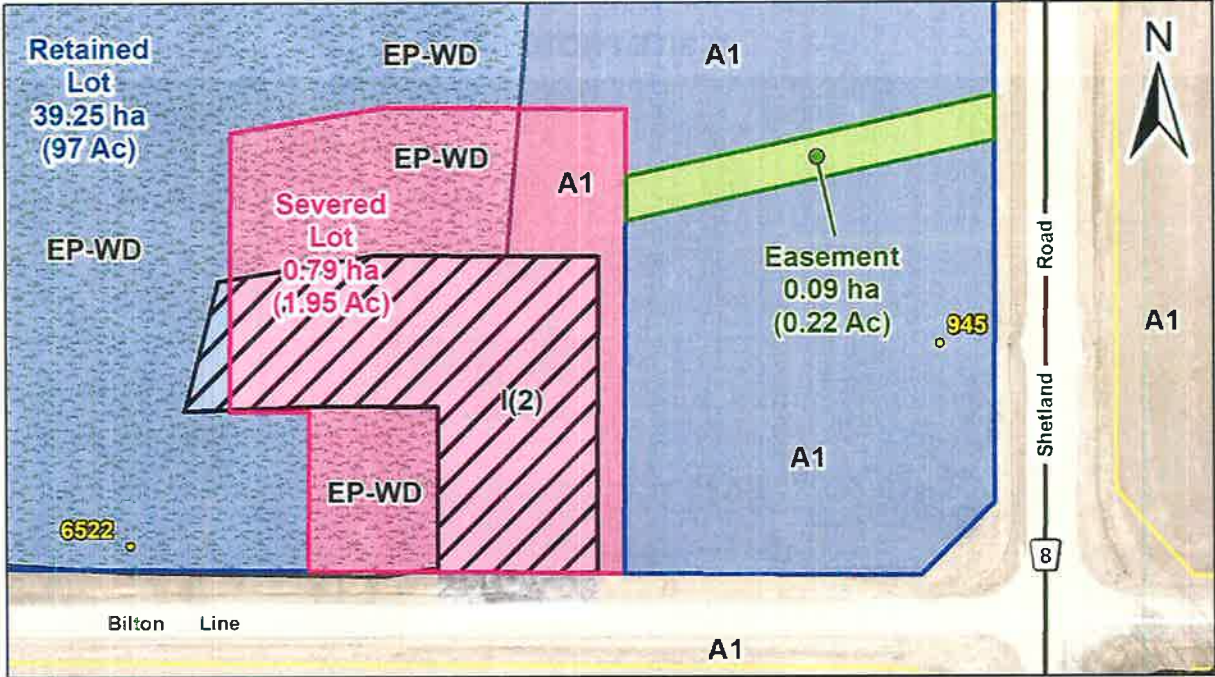 Retained
Lot
39.25 ha
(97 Ac)
EP-WD
A1
N
EP-WD
A1
Severed
Lot
0.79 ha
(1.95 Ac)
EP-WD
Easement
0.09 ha
(0.22 Ac)
945
Shetland Road
A1
I(2)
A1
EP-WD
6522
8
Bilton Line
A1